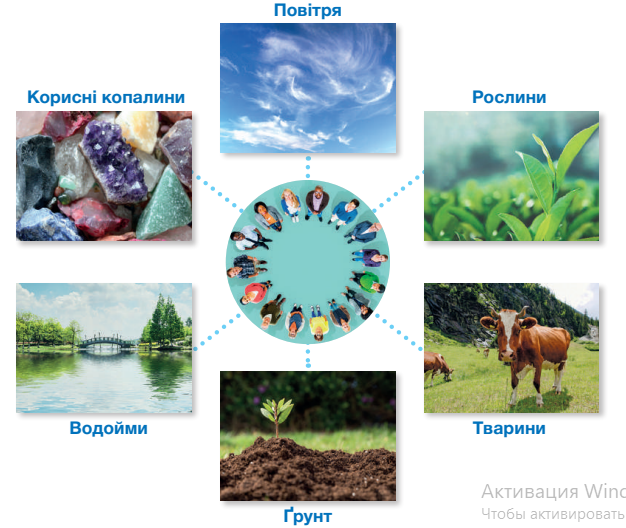 Повітря
Корисні копалини
Рослини
Водойми
Тварини
Ґрунт
Активация Winc
Чтобы активировать